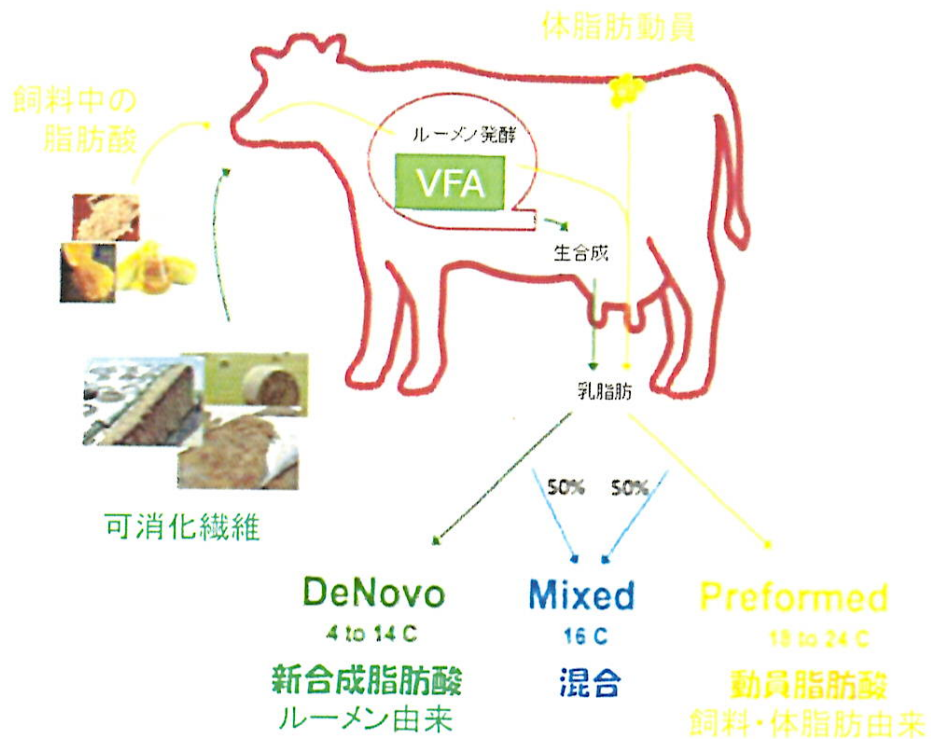 体脂肪動員
飼料中の
脂肪酸
ルーメン発酵
VFA
生合成
乳脂肪
50% 50%
可消化繊維
DeNovo
4 to 14 C
新合成脂肪酸
ルーメン由来
Mixed
16 C
混合
Preformed
18 to 24 C
動員脂肪酸
飼料・体脂肪由来